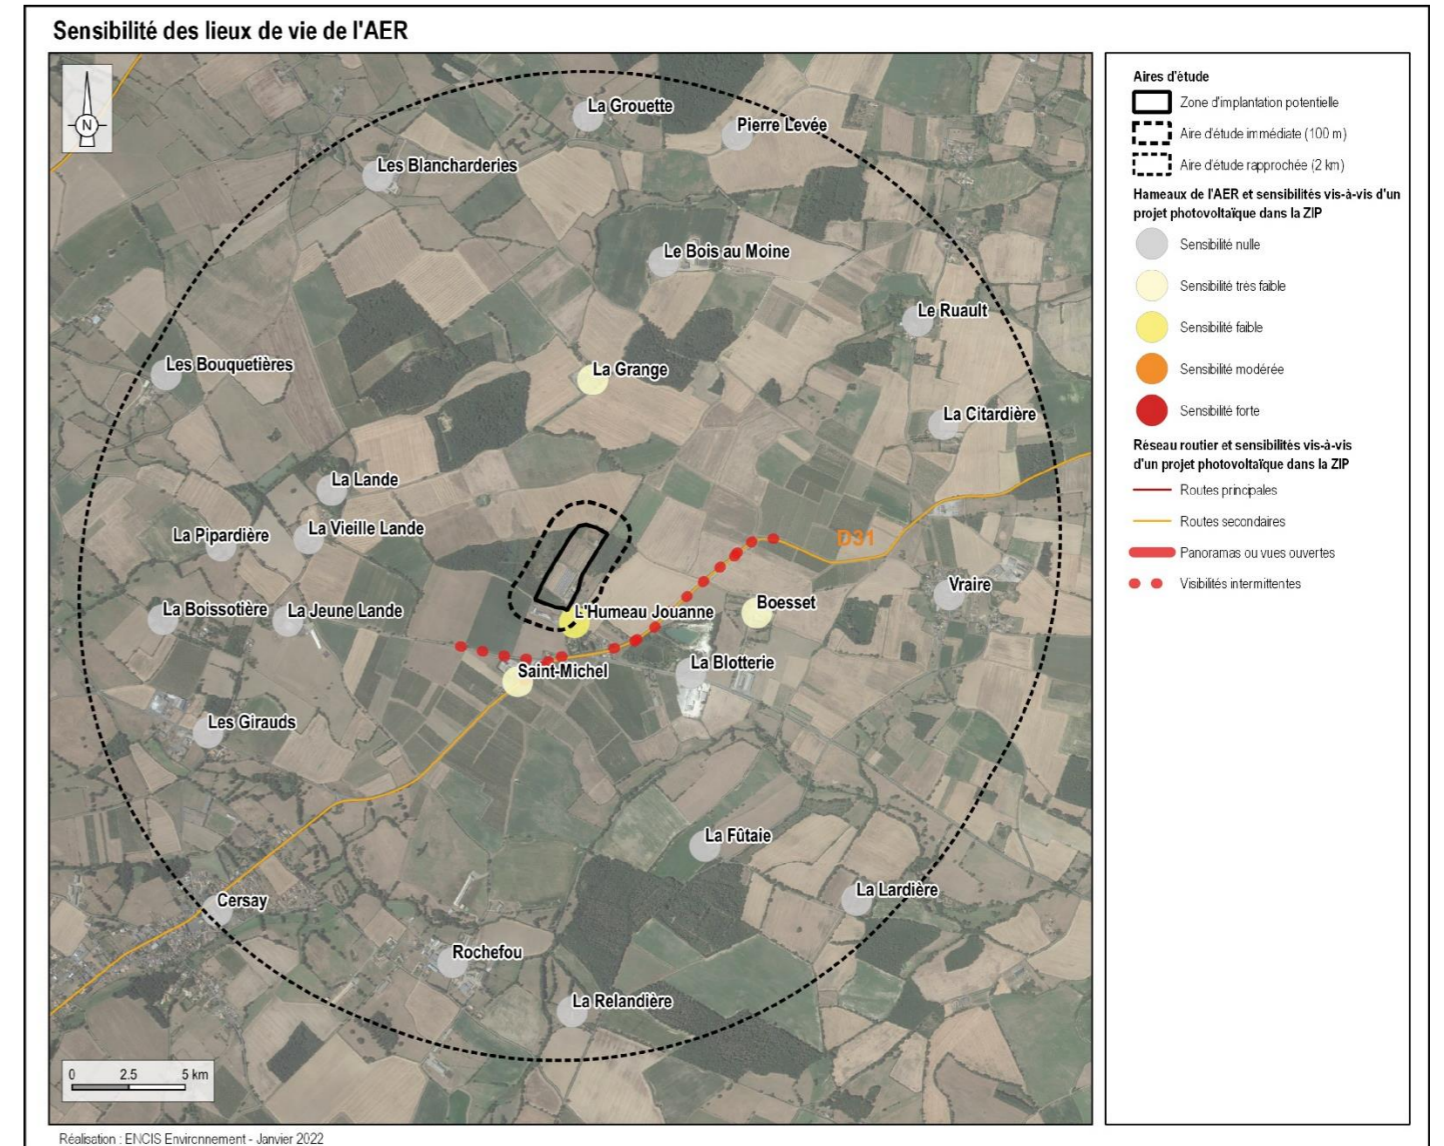 Sensibilité des lieux de vie de l'AER
N
La Grouette
Pierre Levée
Les Blancharderies
Le Bois au Moine
Le Ruault
Les Bouquetières
La Grange
La Citardière
La Lande
La Vieille Lande
La Pipardière
D31
La Boissotière
La Jeune Lande
L'Humeau Jouanne
Boesset
Vraire
Saint-Michel
La Blotterie
Les Girauds
La Fûtaie
La Lardière
Cersay
Rochefou
La Relandière
0 2.5 5 km
Réalisation : ENCIS Environnement - Janvier 2022
Aires d'étude
Zone d'implantation potentielle
Aire d'étude immédiate (100 m)
Aire d'étude rapprochée (2 km)
Hameaux de l'AER et sensibilités vis-à-vis d'un
projet photovoltaïque dans la ZIP
Sensibilité nulle
Sensibilité très faible
Sensibilité faible
Sensibilité modérée
Sensibilité forte
Réseau routier et sensibilités vis-à-vis
d'un projet photovoltaïque dans la ZIP
Routes principales
Routes secondaires
Panoramas ou vues ouvertes
Visibilités intermittentes